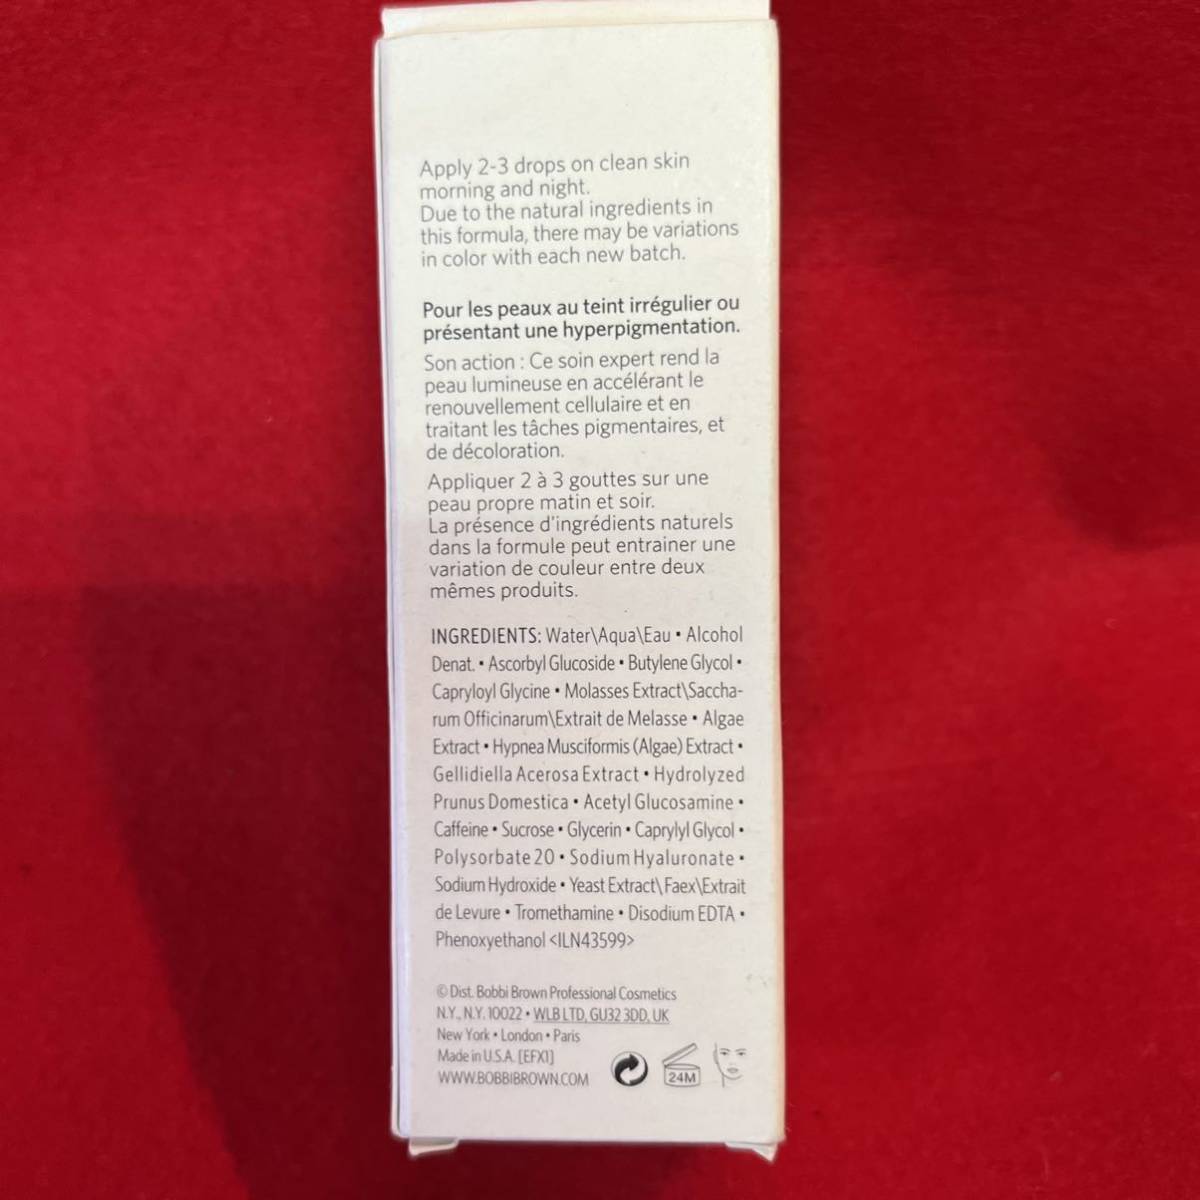 Apply 2-3 drops on clean skin
morning and night.
Due to the natural ingredients in
this formula, there may be variations
in color with each new batch.
Pour les peaux au teint irrégulier ou
présentant une hyperpigmentation.
Son action : Ce soin expert rend la
peau lumineuse en accélérant le
renouvellement cellulaire et en
traitant les tâches pigmentaires, et
de décoloration.
Appliquer 2 à 3 gouttes sur une
peau propre matin et soir.
La présence d'ingrédients naturels
dans la formule peut entrainer une
variation de couleur entre deux
mêmes produits.
INGREDIENTS: Water\Aqua\Eau • Alcohol
Denat. • Ascorbyl Glucoside • Butylene Glycol •
Capryloyl Glycine • Molasses Extract\Saccha-
rum Officinarum\Extrait de Melasse • Algae
Extract • Hypnea Musciformis (Algae) Extract •
Gellidiella Acerosa Extract • Hydrolyzed
Prunus Domestica • Acetyl Glucosamine •
Caffeine • Sucrose • Glycerin • Caprylyl Glycol •
Polysorbate 20 • Sodium Hyaluronate •
Sodium Hydroxide • Yeast Extract\Faex\Extrait
de Levure • Tromethamine • Disodium EDTA •
Phenoxyethanol <ILN43599>
© Dist. Bobbi Brown Professional Cosmetics
N.Y., N.Y. 10022 • WLB LTD, GU32 3DD, UK
New York • London • Paris
Made in U.S.A. [EFX1]
WWW.BOBBIBROWN.COM
24M